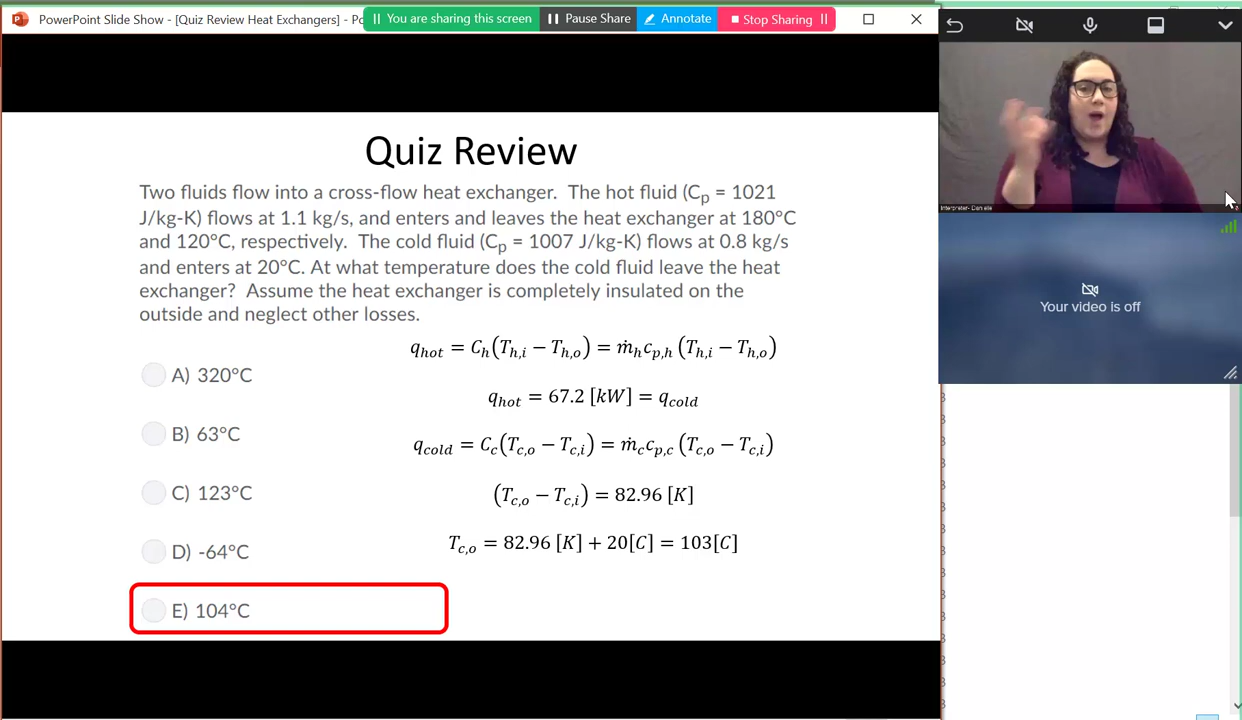 PowerPoint Slide Show - [Quiz Review Heat Exchangers] - Po
You are sharing this screen
Pause Share
Annotate
Stop Sharing
Quiz Review
Two fluids flow into a cross-flow heat exchanger. The hot fluid (Cp = 1021
J/kg-K) flows at 1.1 kg/s, and enters and leaves the heat exchanger at 180°C
and 120°C, respectively. The cold fluid (Cp = 1007 J/kg-K) flows at 0.8 kg/s
and enters at 20°C. At what temperature does the cold fluid leave the heat
exchanger? Assume the heat exchanger is completely insulated on the
outside and neglect other losses.
q_hot = C_h(T_h,i − T_h,o) = ṁ_h c_p,h (T_h,i − T_h,o)
A) 320°C
q_hot = 67.2 [kW] = q_cold
B) 63°C
q_cold = C_c(T_c,o − T_c,i) = ṁ_c c_p,c (T_c,o − T_c,i)
C) 123°C
(T_c,o − T_c,i) = 82.96 [K]
T_c,o = 82.96 [K] + 20[C] = 103[C]
D) -64°C
E) 104°C
Interpreter- Danielle
Your video is off